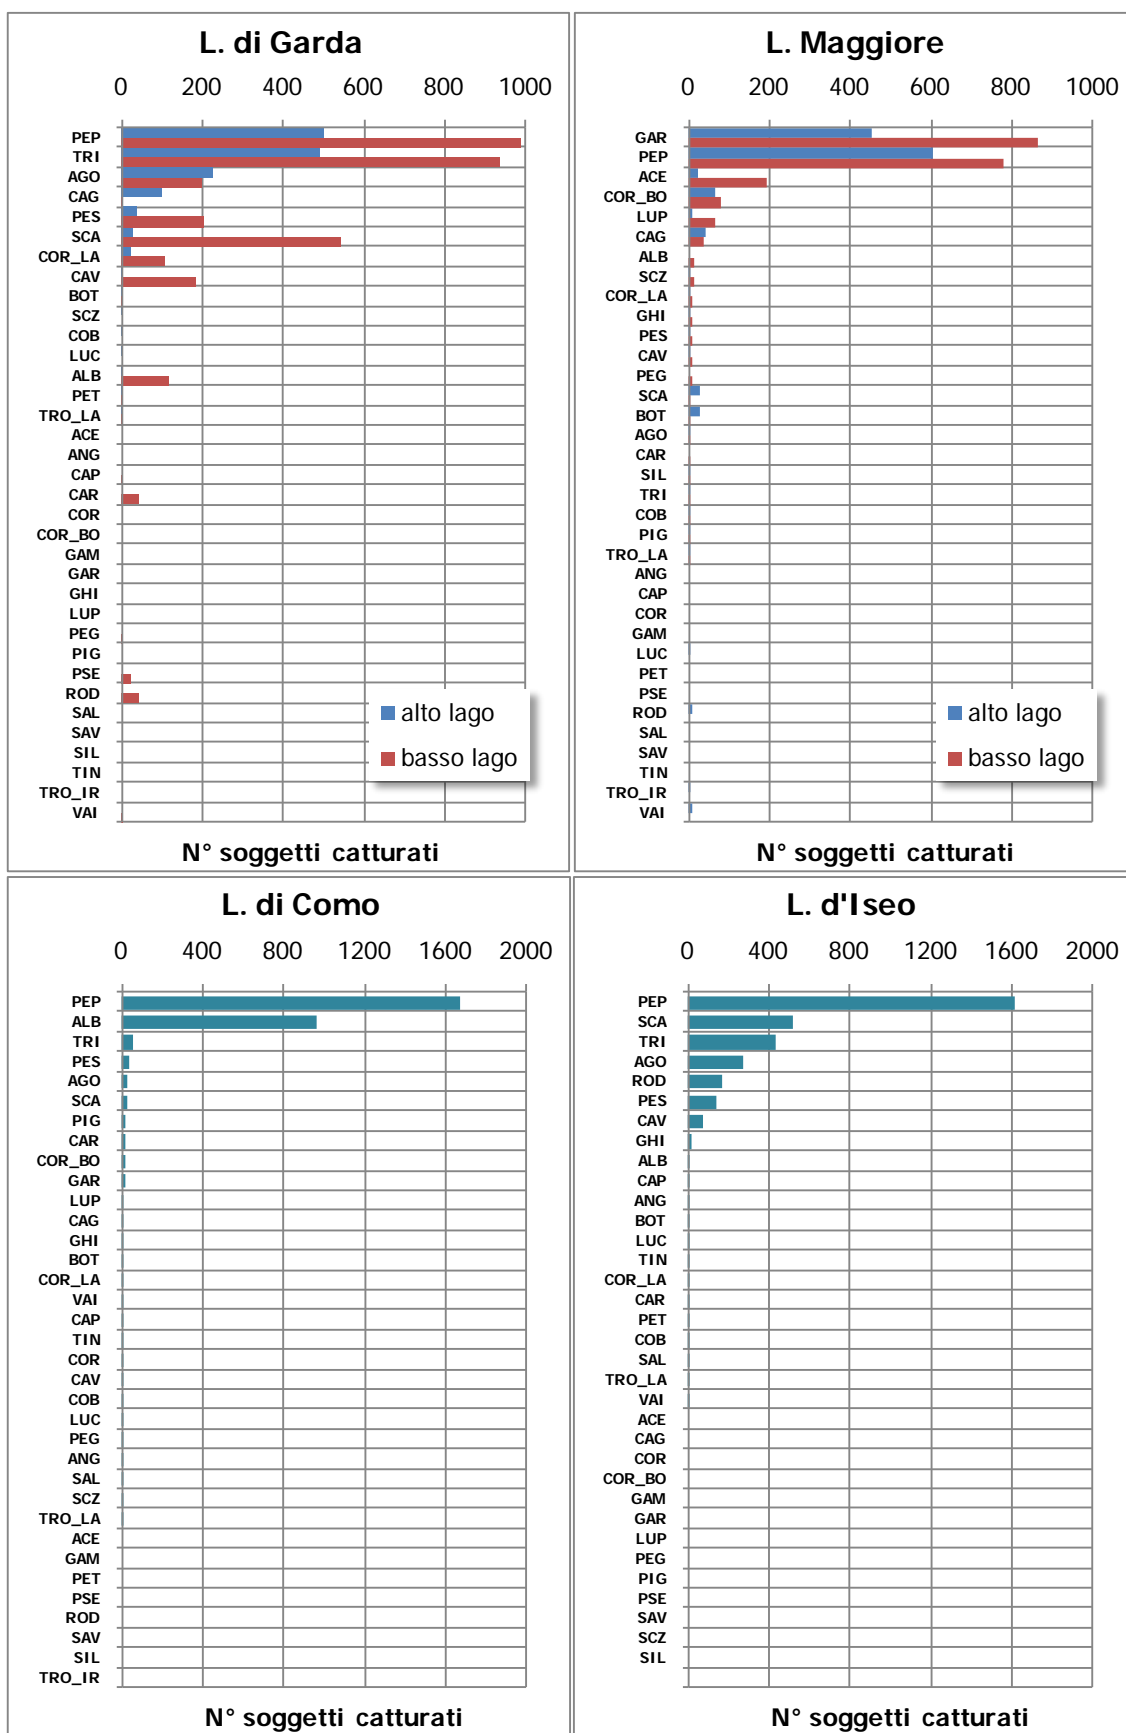 L. di Garda
0 200 400 600 800 1000
PEP
TRI
AGO
CAG
PES
SCA
COR_LA
CAV
BOT
SCZ
COB
LUC
ALB
PET
TRO_LA
ACE
ANG
CAP
CAR
COR
COR_BO
GAM
GAR
GHI
LUP
PEG
PIG
PSE
ROD
SAL
SAV
SIL
TIN
TRO_IR
VAI
alto lago
basso lago
N° soggetti catturati
L. Maggiore
0 200 400 600 800 1000
GAR
PEP
ACE
COR_BO
LUP
CAG
ALB
SCZ
COR_LA
GHI
PES
CAV
PEG
SCA
BOT
AGO
CAR
SIL
TRI
COB
PIG
TRO_LA
ANG
CAP
COR
GAM
LUC
PET
PSE
ROD
SAL
SAV
TIN
TRO_IR
VAI
alto lago
basso lago
N° soggetti catturati
L. di Como
0 400 800 1200 1600 2000
PEP
ALB
TRI
PES
AGO
SCA
PIG
CAR
COR_BO
GAR
LUP
CAG
GHI
BOT
COR_LA
VAI
CAP
TIN
COR
CAV
COB
LUC
PEG
ANG
SAL
SCZ
TRO_LA
ACE
GAM
PET
PSE
ROD
SAV
SIL
TRO_IR
N° soggetti catturati
L. d'Iseo
0 400 800 1200 1600 2000
PEP
SCA
TRI
AGO
ROD
PES
CAV
GHI
ALB
CAP
ANG
BOT
LUC
TIN
COR_LA
CAR
PET
COB
SAL
TRO_LA
VAI
ACE
CAG
COR
COR_BO
GAM
GAR
LUP
PEG
PIG
PSE
SAV
SCZ
SIL
N° soggetti catturati